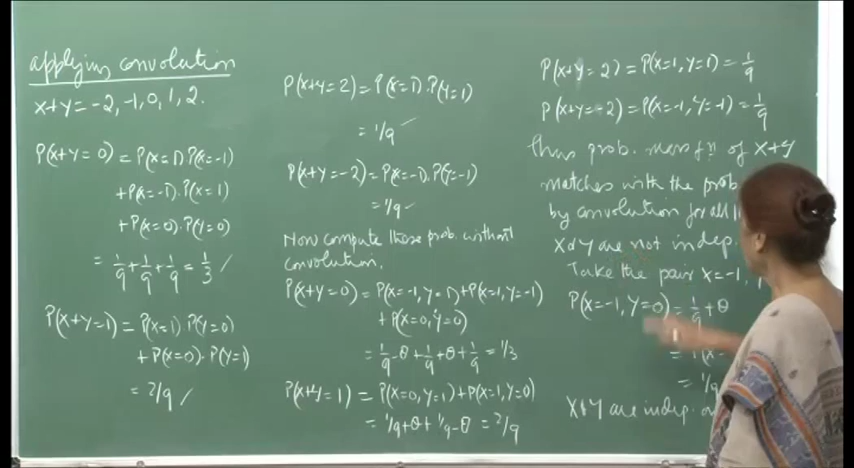 applying convolution
X+Y = -2, -1, 0, 1, 2.
P(X+Y=0) = P(X=1).P(X=-1)
+P(X=-1).P(X=1)
+P(X=0).P(Y=0)
= 1/9 + 1/9 + 1/9 = 1/3 ✓
P(X+Y=1) = P(X=1) P(Y=0)
+ P(X=0). P(Y=1)
= 2/9 ✓
P(X+Y=2) = P(X=1).P(Y=1)
= 1/9 ✓
P(X+Y=-2) = P(X=-1).P(Y=-1)
= 1/9 ✓
Now compute these prob. without
convolution.
P(X+Y=0) = P(X=-1, Y=1)+P(X=1, Y=-1)
+ P(X=0, Y=0)
= 1/9 - θ + 1/9 + θ + 1/9 = 1/3
P(X+Y=1) = P(X=0, Y=1)+P(X=1, Y=0)
= 1/9 + θ + 1/9 - θ = 2/9
P(X+Y=2) = P(X=1, Y=1) = 1/9
P(X+Y=-2) = P(X=-1, Y=-1) = 1/9
Thus prob. mass fn of X+Y
matches with the prob
by convolution for all
X & Y are not indep.
Take the pair X=-1,
P(X=-1, Y=0) = 1/9 + θ
= 1/9
X & Y are indep.